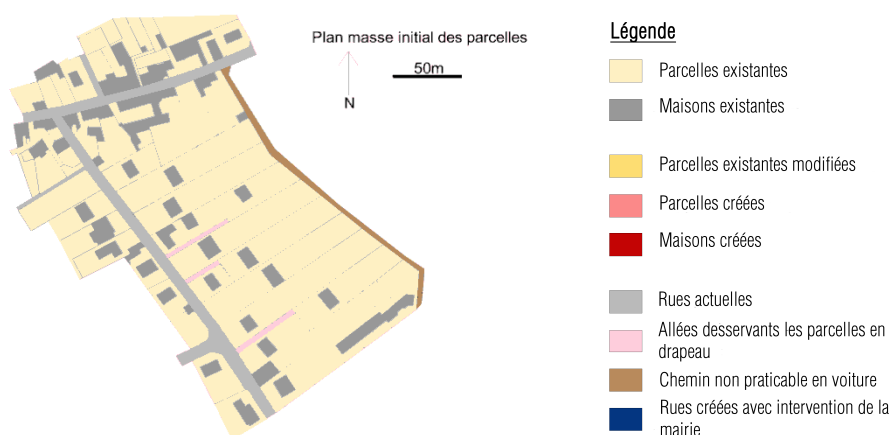 Plan masse initial des parcelles
50m
N
Légende
Parcelles existantes
Maisons existantes
Parcelles existantes modifiées
Parcelles créées
Maisons créées
Rues actuelles
Allées desservants les parcelles en
drapeau
Chemin non praticable en voiture
Rues créées avec intervention de la
mairie